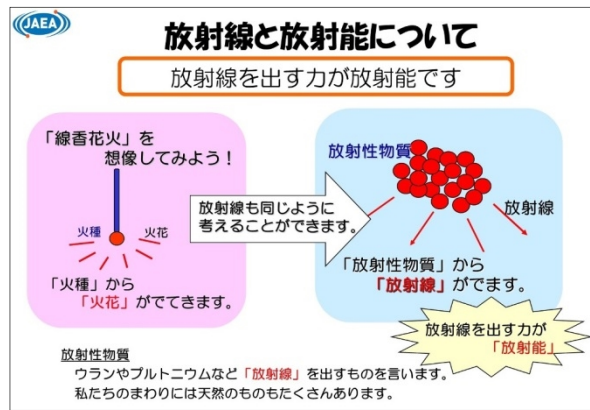 JAEA
放射線と放射能について
放射線を出す力が放射能です
「線香花火」を
想像してみよう！
火種
火花
「火種」から
「火花」がでてきます。
放射線も同じように
考えることができます。
放射性物質
放射線
「放射性物質」から
「放射線」がでます。
放射線を出す力が
「放射能」
放射性物質
ウランやプルトニウムなど「放射線」を出すものを言います。
私たちのまわりには天然のものもたくさんあります。